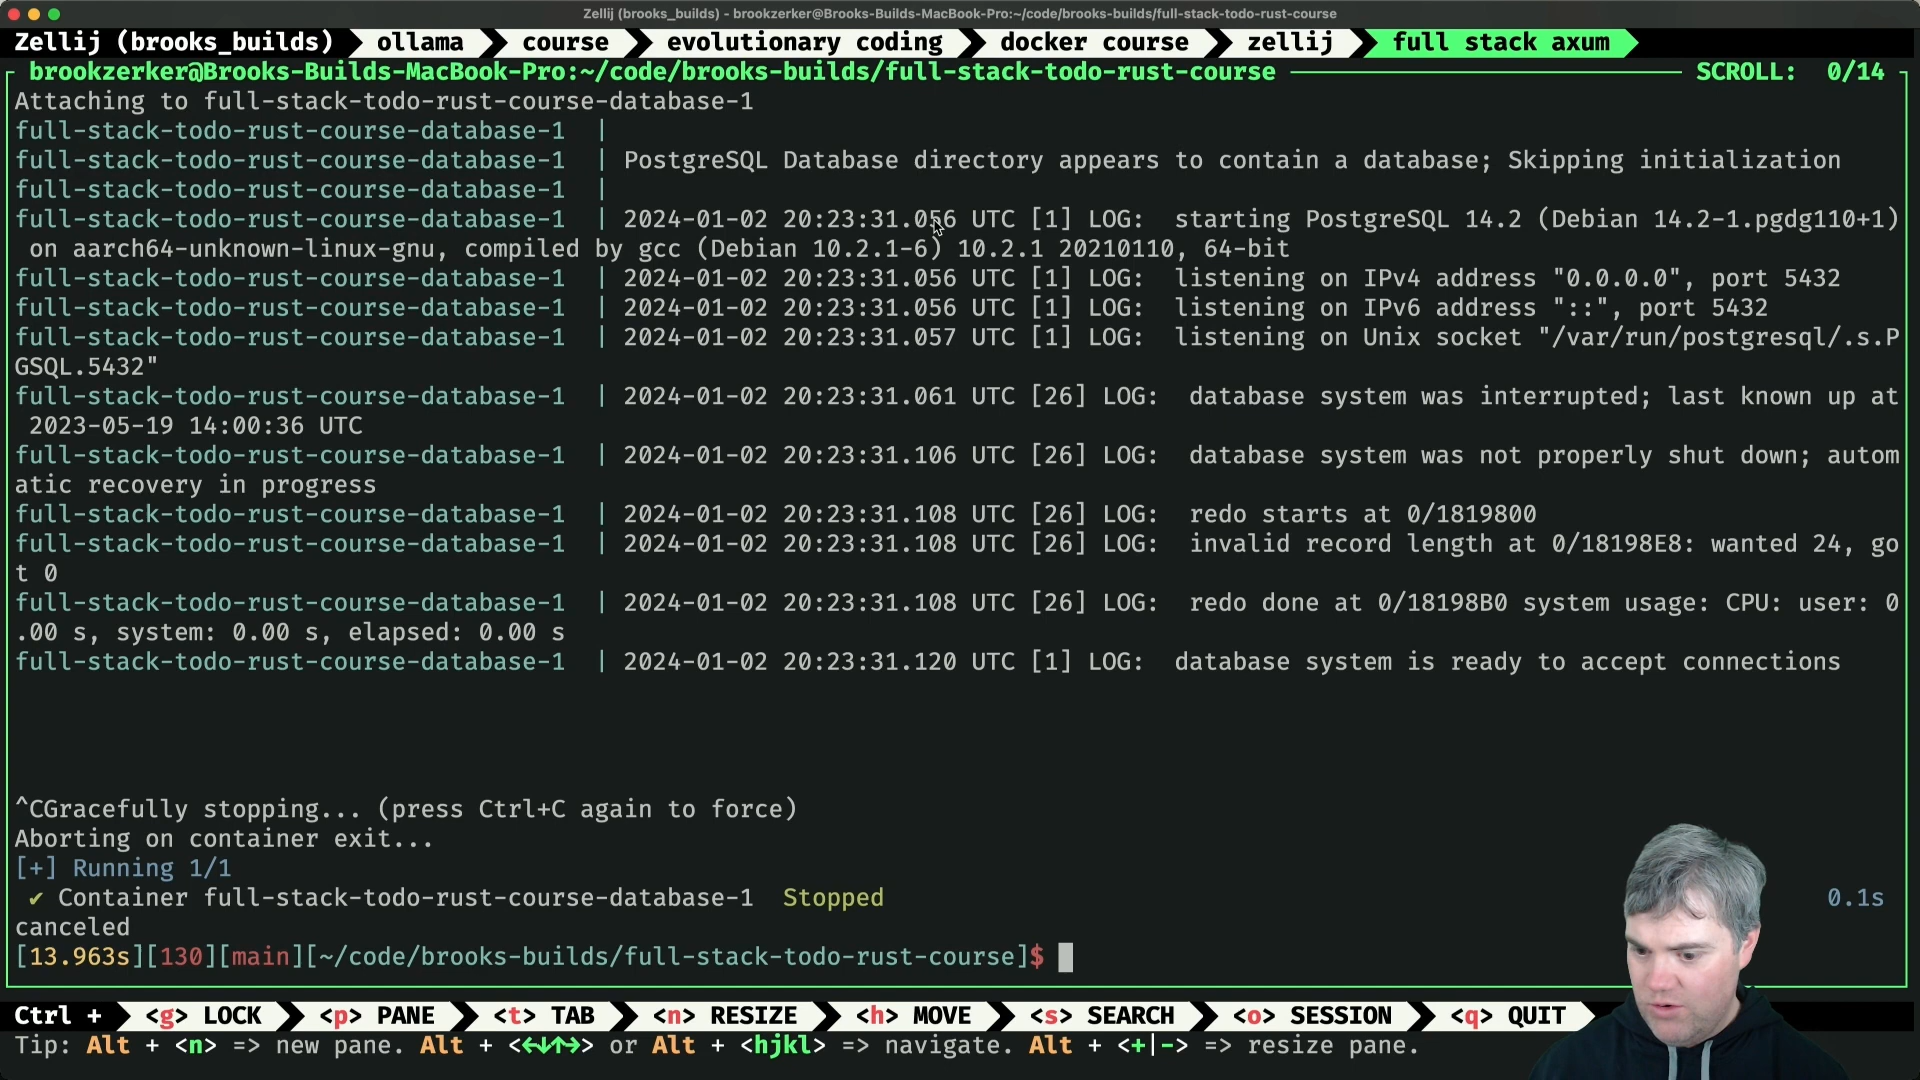 Zellij (brooks_builds) - brookzerker@Brooks-Builds-MacBook-Pro:~/code/brooks-builds/full-stack-todo-rust-course
Zellij (brooks_builds) ollama course evolutionary coding docker course zellij full stack axum
brookzerker@Brooks-Builds-MacBook-Pro:~/code/brooks-builds/full-stack-todo-rust-course SCROLL: 0/14
Attaching to full-stack-todo-rust-course-database-1
full-stack-todo-rust-course-database-1 |
full-stack-todo-rust-course-database-1 | PostgreSQL Database directory appears to contain a database; Skipping initialization
full-stack-todo-rust-course-database-1 |
full-stack-todo-rust-course-database-1 | 2024-01-02 20:23:31.056 UTC [1] LOG: starting PostgreSQL 14.2 (Debian 14.2-1.pgdg110+1)
on aarch64-unknown-linux-gnu, compiled by gcc (Debian 10.2.1-6) 10.2.1 20210110, 64-bit
full-stack-todo-rust-course-database-1 | 2024-01-02 20:23:31.056 UTC [1] LOG: listening on IPv4 address "0.0.0.0", port 5432
full-stack-todo-rust-course-database-1 | 2024-01-02 20:23:31.056 UTC [1] LOG: listening on IPv6 address "::", port 5432
full-stack-todo-rust-course-database-1 | 2024-01-02 20:23:31.057 UTC [1] LOG: listening on Unix socket "/var/run/postgresql/.s.P
GSQL.5432"
full-stack-todo-rust-course-database-1 | 2024-01-02 20:23:31.061 UTC [26] LOG: database system was interrupted; last known up at
2023-05-19 14:00:36 UTC
full-stack-todo-rust-course-database-1 | 2024-01-02 20:23:31.106 UTC [26] LOG: database system was not properly shut down; autom
atic recovery in progress
full-stack-todo-rust-course-database-1 | 2024-01-02 20:23:31.108 UTC [26] LOG: redo starts at 0/1819800
full-stack-todo-rust-course-database-1 | 2024-01-02 20:23:31.108 UTC [26] LOG: invalid record length at 0/18198E8: wanted 24, go
t 0
full-stack-todo-rust-course-database-1 | 2024-01-02 20:23:31.108 UTC [26] LOG: redo done at 0/18198B0 system usage: CPU: user: 0
.00 s, system: 0.00 s, elapsed: 0.00 s
full-stack-todo-rust-course-database-1 | 2024-01-02 20:23:31.120 UTC [1] LOG: database system is ready to accept connections
^CGracefully stopping... (press Ctrl+C again to force)
Aborting on container exit...
[+] Running 1/1
✔ Container full-stack-todo-rust-course-database-1 Stopped 0.1s
canceled
[13.963s][130][main][~/code/brooks-builds/full-stack-todo-rust-course]$
Ctrl + <g> LOCK <p> PANE <t> TAB <n> RESIZE <h> MOVE <s> SEARCH <o> SESSION <q> QUIT
Tip: Alt + <n> => new pane. Alt + <←↓↑→> or Alt + <hjkl> => navigate. Alt + <+|-> => resize pane.